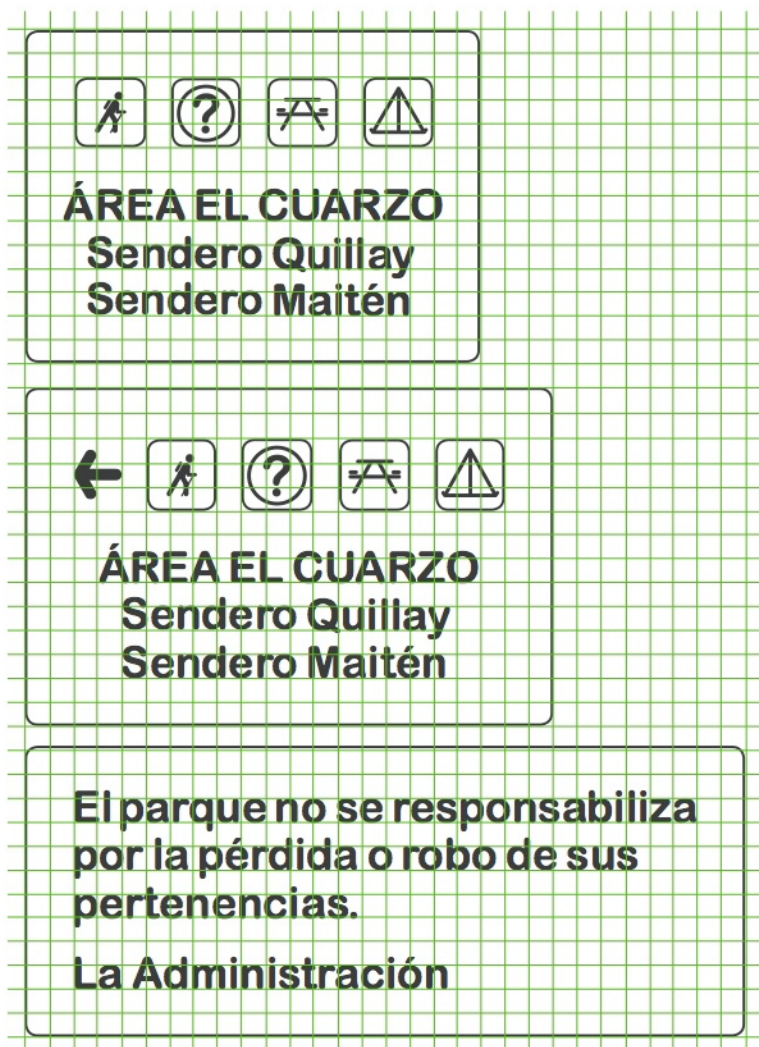 ?
ÁREA EL CUARZO
Sendero Quillay
Sendero Maitén
?
ÁREA EL CUARZO
Sendero Quillay
Sendero Maitén
El parque no se responsabiliza
por la pérdida o robo de sus
pertenencias.
La Administración